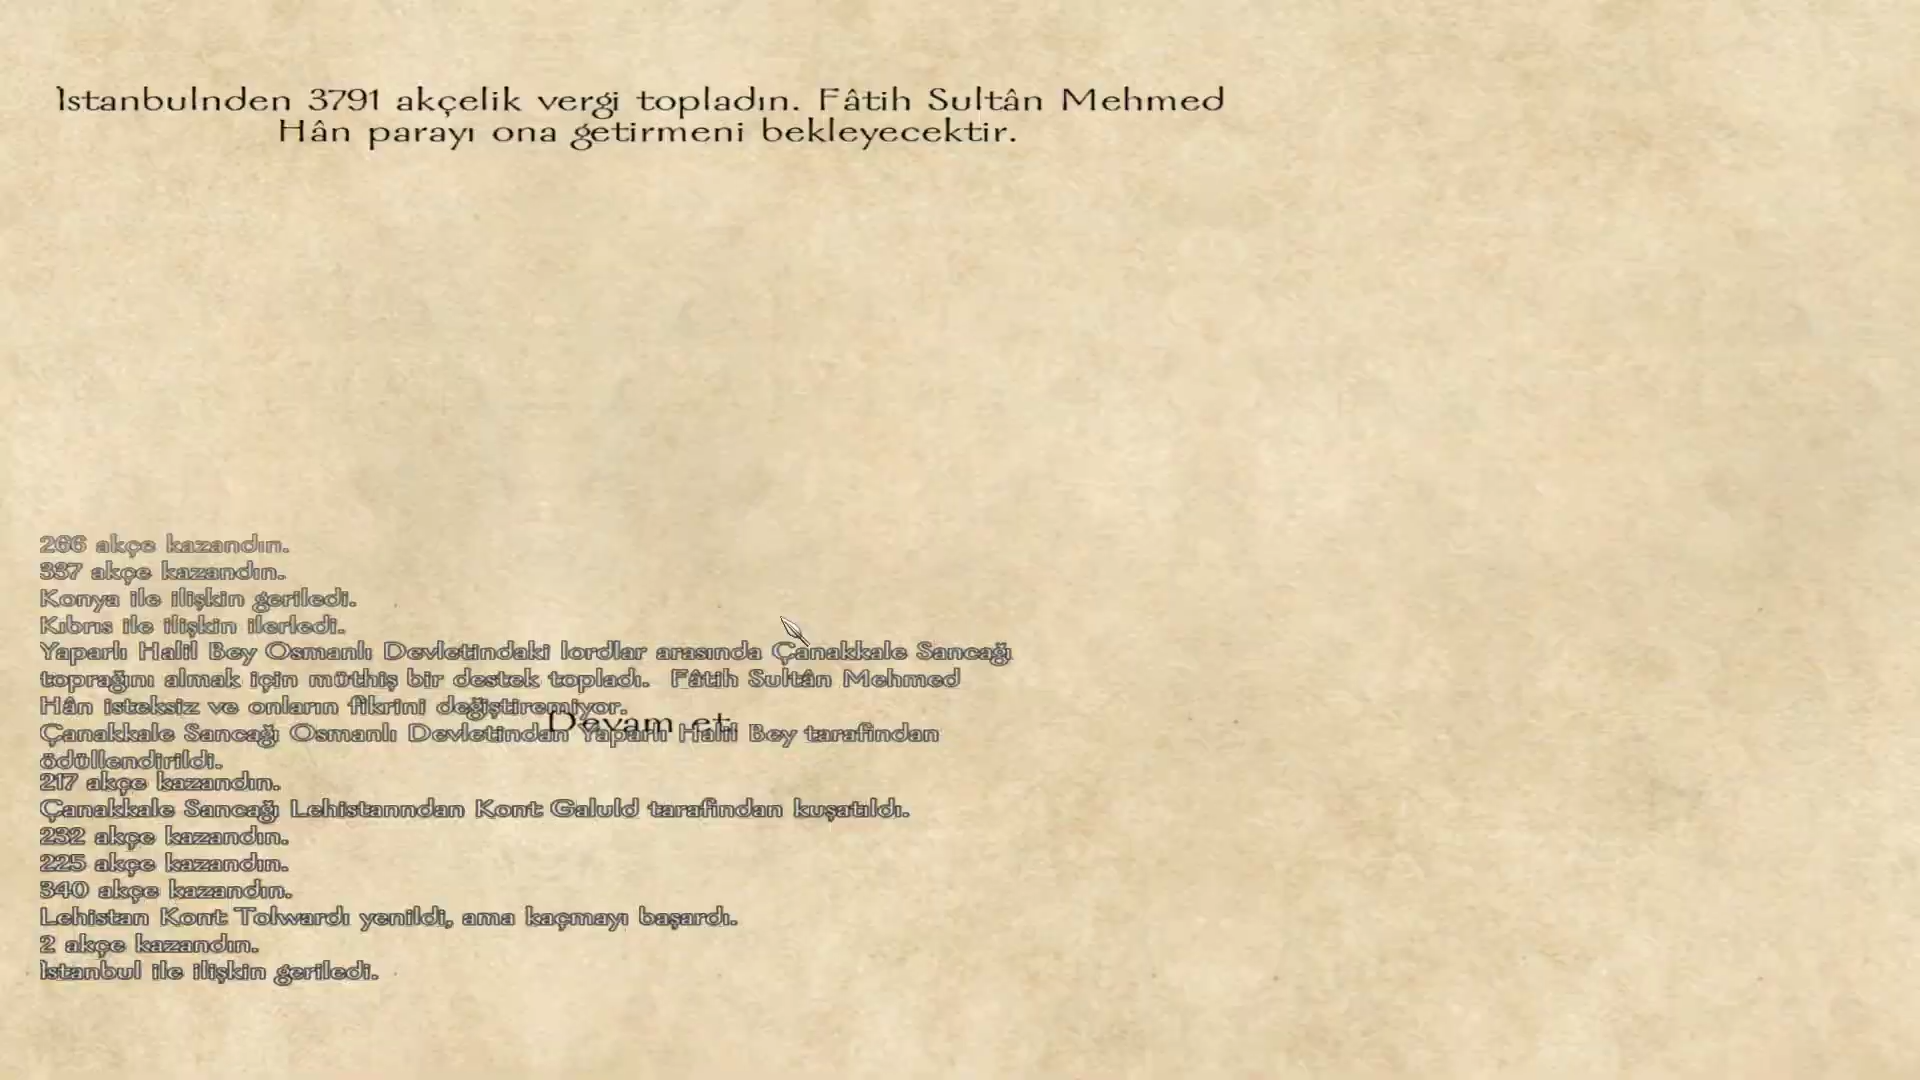 İstanbulnden 3791 akçelik vergi topladın. Fâtih Sultân Mehmed
Hân parayı ona getirmeni bekleyecektir.
266 akçe kazandın.
337 akçe kazandın.
Konya ile ilişkin geriledi.
Kıbrıs ile ilişkin ilerledi.
Yaparlı Halil Bey Osmanlı Devletindaki lordlar arasında Çanakkale Sancağı
toprağını almak için müthiş bir destek topladı. Fâtih Sultân Mehmed
Hân isteksiz ve onların fikrini değiştiremiyor.
Devam et.
Çanakkale Sancağı Osmanlı Devletindan Yaparlı Halil Bey tarafindan
ödüllendirildi.
217 akçe kazandın.
Çanakkale Sancağı Lehistanndan Kont Galuld tarafından kuşatıldı.
232 akçe kazandın.
225 akçe kazandın.
340 akçe kazandın.
Lehistan Kont Tolwardı yenildi, ama kaçmayı başardı.
2 akçe kazandın.
İstanbul ile ilişkin geriledi.